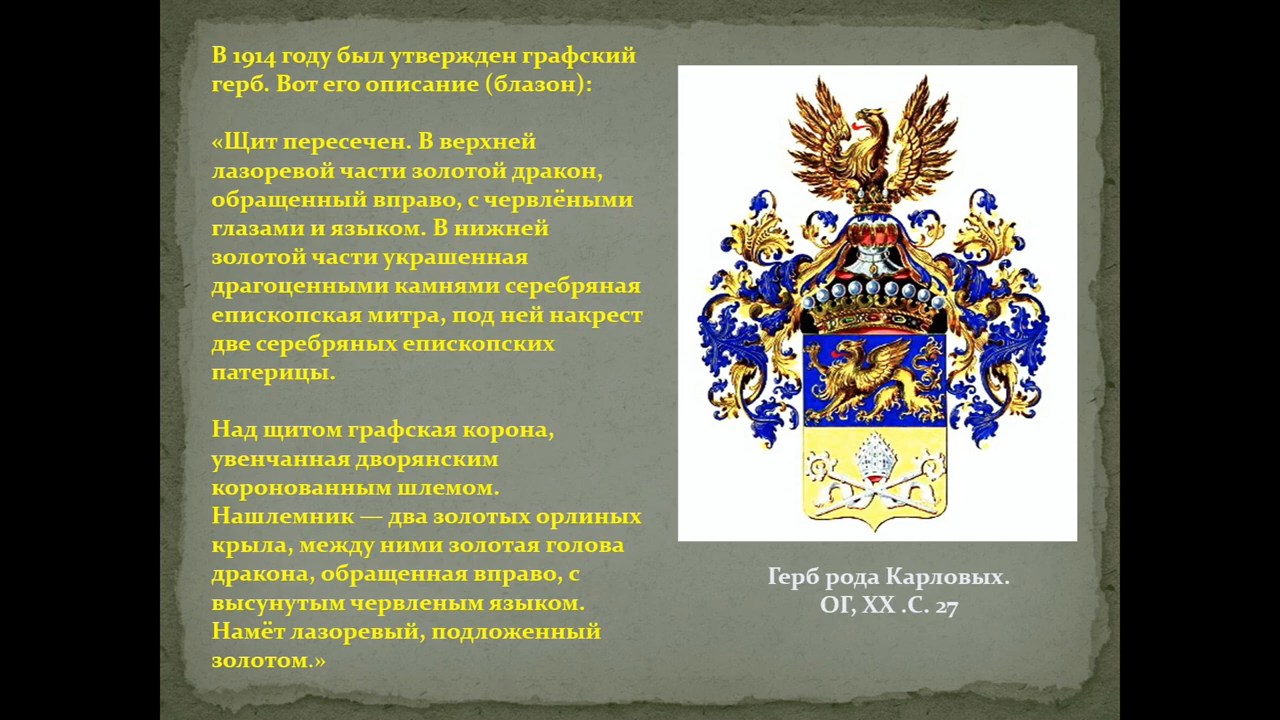 В 1914 году был утвержден графский
герб. Вот его описание (блазон):
«Щит пересечен. В верхней
лазоревой части золотой дракон,
обращенный вправо, с червлёными
глазами и языком. В нижней
золотой части украшенная
драгоценными камнями серебряная
епископская митра, под ней накрест
две серебряных епископских
патерицы.
Над щитом графская корона,
увенчанная дворянским
коронованным шлемом.
Нашлемник — два золотых орлиных
крыла, между ними золотая голова
дракона, обращенная вправо, с
высунутым червленым языком.
Намёт лазоревый, подложенный
золотом.»
Герб рода Карловых.
ОГ, XX .С. 27